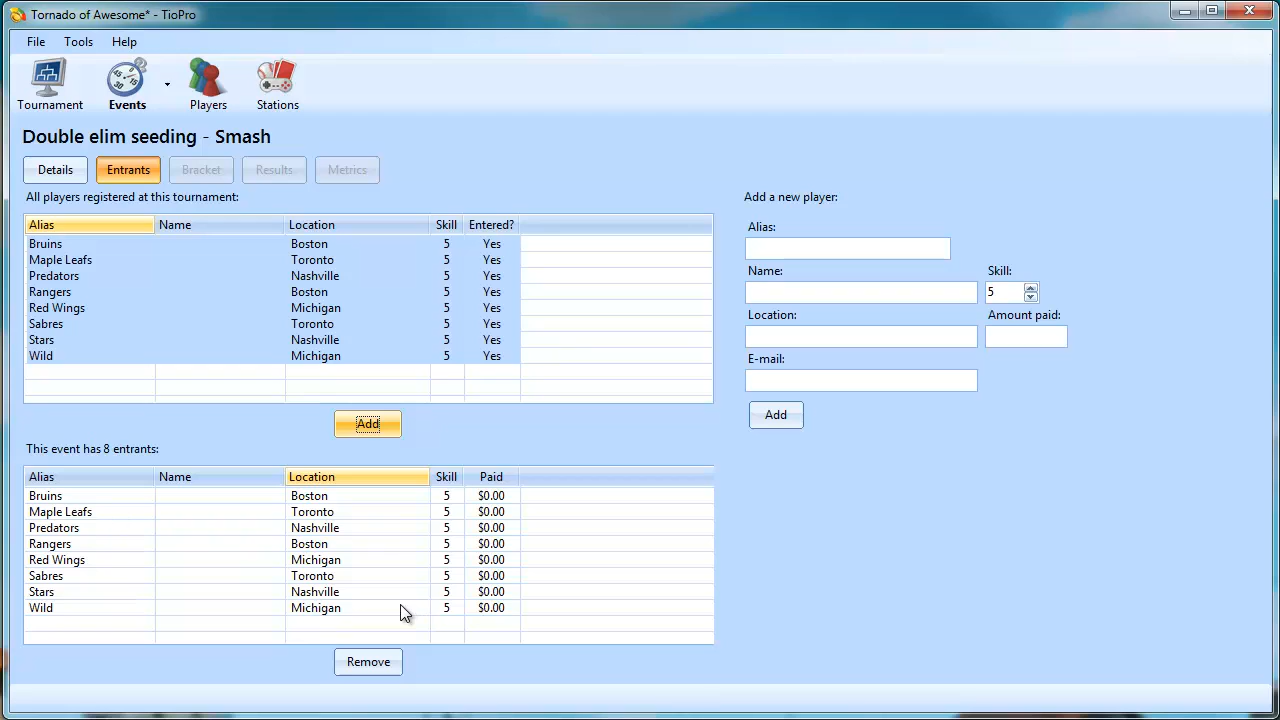 Tornado of Awesome* - TioPro
File Tools Help
Tournament Events Players Stations
Double elim seeding - Smash
Details Entrants Bracket Results Metrics
All players registered at this tournament:
Alias Name Location Skill Entered?
Bruins Boston 5 Yes
Maple Leafs Toronto 5 Yes
Predators Nashville 5 Yes
Rangers Boston 5 Yes
Red Wings Michigan 5 Yes
Sabres Toronto 5 Yes
Stars Nashville 5 Yes
Wild Michigan 5 Yes
Add
This event has 8 entrants:
Alias Name Location Skill Paid
Bruins Boston 5 $0.00
Maple Leafs Toronto 5 $0.00
Predators Nashville 5 $0.00
Rangers Boston 5 $0.00
Red Wings Michigan 5 $0.00
Sabres Toronto 5 $0.00
Stars Nashville 5 $0.00
Wild Michigan 5 $0.00
Remove
Add a new player:
Alias:
Name: Skill:
5
Location: Amount paid:
E-mail:
Add